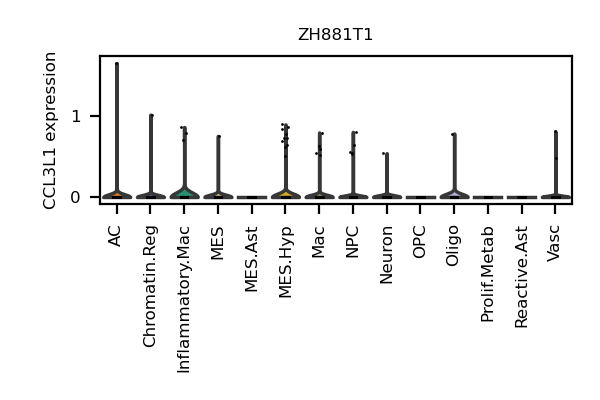 ZH881T1
CCL3L1 expression
1
0
AC
Chromatin.Reg
Inflammatory.Mac
MES
MES.Ast
MES.Hyp
Mac
NPC
Neuron
OPC
Oligo
Prolif.Metab
Reactive.Ast
Vasc